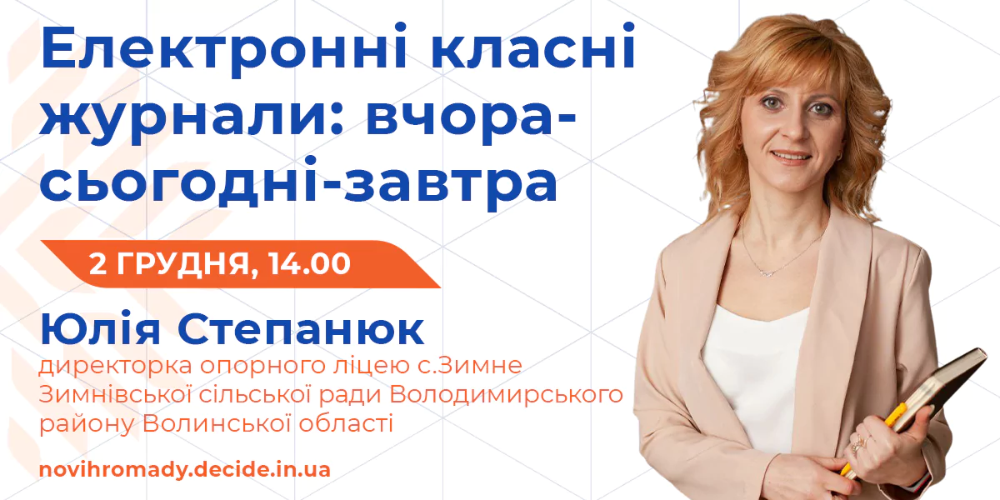 Електронні класні
журнали: вчора-
сьогодні-завтра
2 ГРУДНЯ, 14.00
Юлія Степанюк
директорка опорного ліцею с.Зимне
Зимнівської сільської ради Володимирського
району Волинської області
novihromady.decide.in.ua